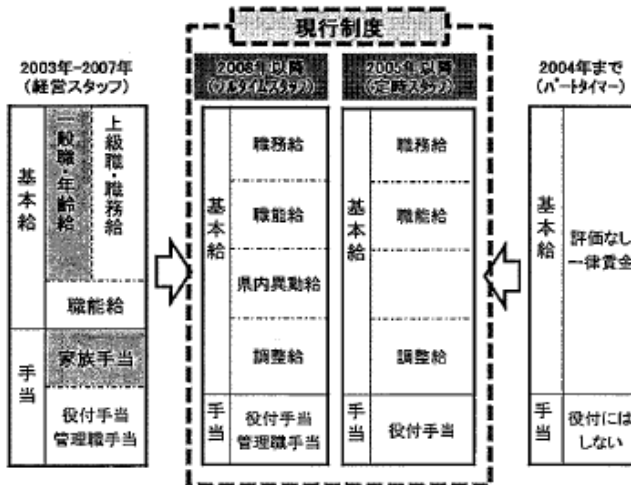 現行制度
2003年-2007年
(経営スタッフ)
基本給
一般職・年齢給
上級職・職務給
職能給
手当
家族手当
役付手当
管理職手当
2008年以降
(フルタイムスタッフ)
基本給
職務給
職能給
県内異動給
調整給
手当
役付手当
管理職手当
2005年以降
(定時スタッフ)
基本給
職務給
職能給
調整給
手当
役付手当
2004年まで
(パートタイマー)
基本給
評価なし
一律賃金
手当
役付には
しない